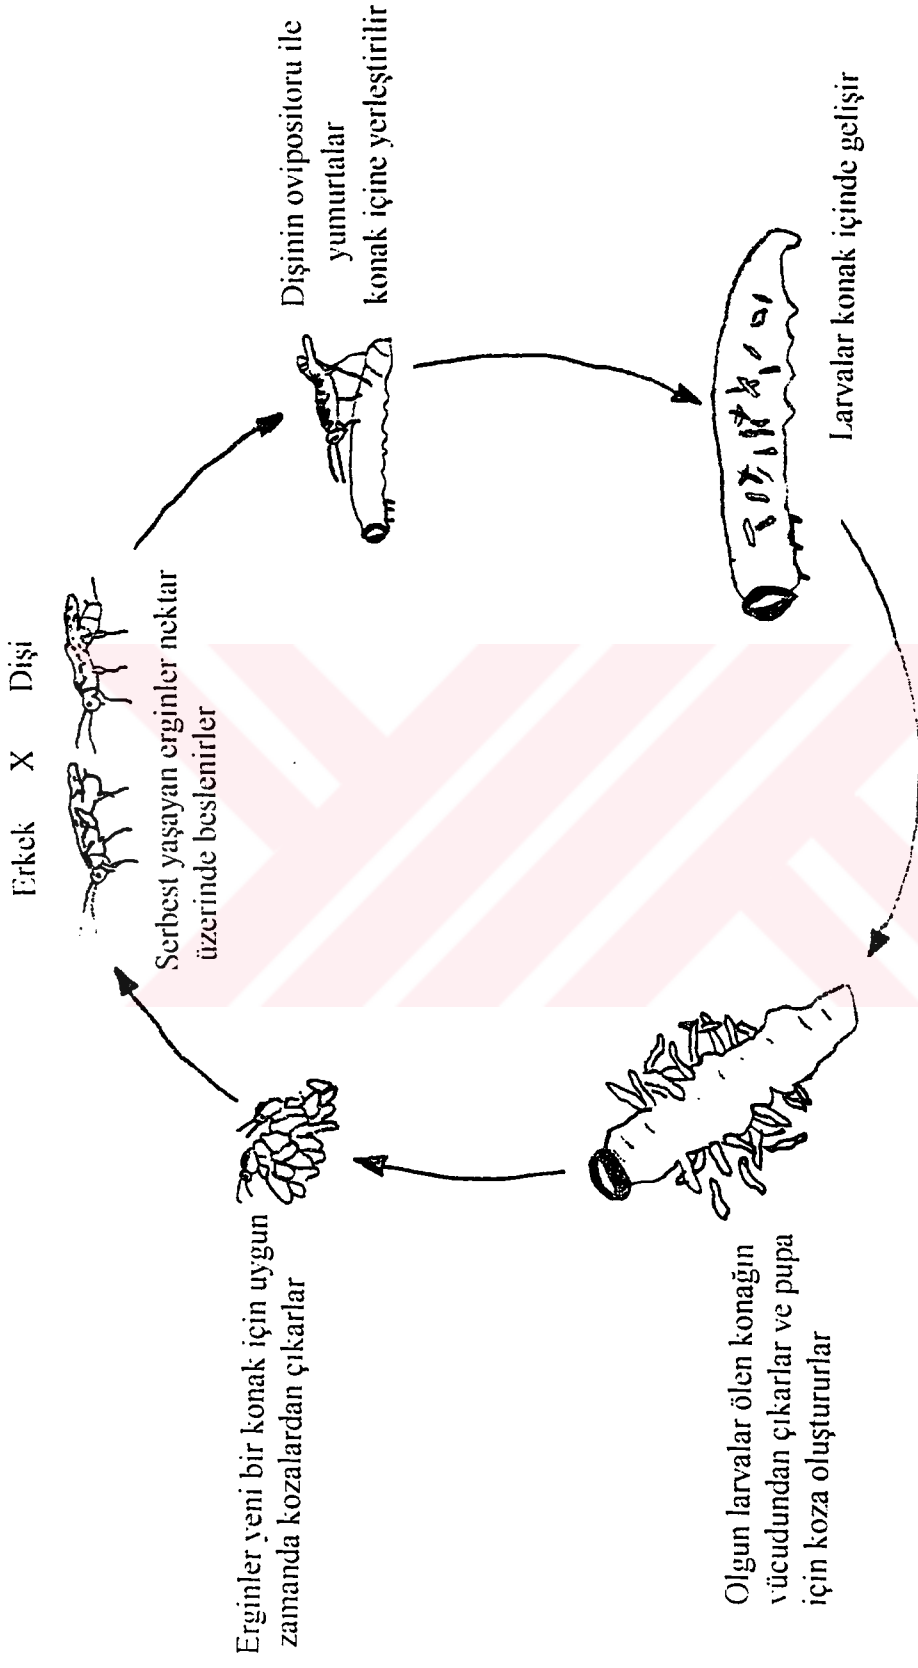 Erkek X Dişi
Serbest yaşayan erginler nektar
üzerinde beslenirler
Dişinin ovipositoru ile
yumurtalar
konak içine yerleştirilir
Larvalar konak içinde gelişir
Olgun larvalar ölen konağın
vücudundan çıkarlar ve pupa
için koza oluştururlar
Erginler yeni bir konak için uygun
zamanda kozalardan çıkarlar